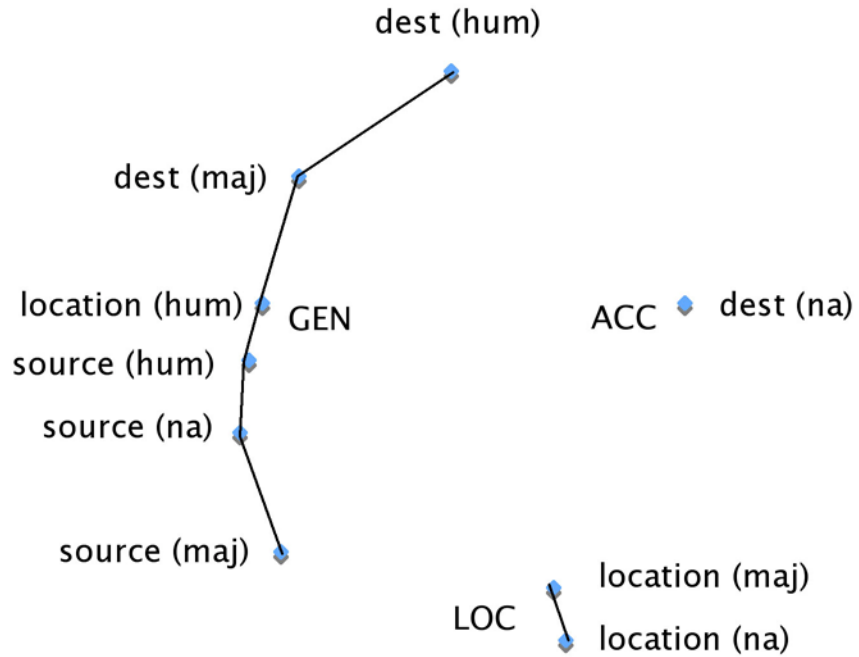 dest (hum)
dest (maj)
location (hum)
GEN
ACC
dest (na)
source (hum)
source (na)
source (maj)
location (maj)
LOC
location (na)